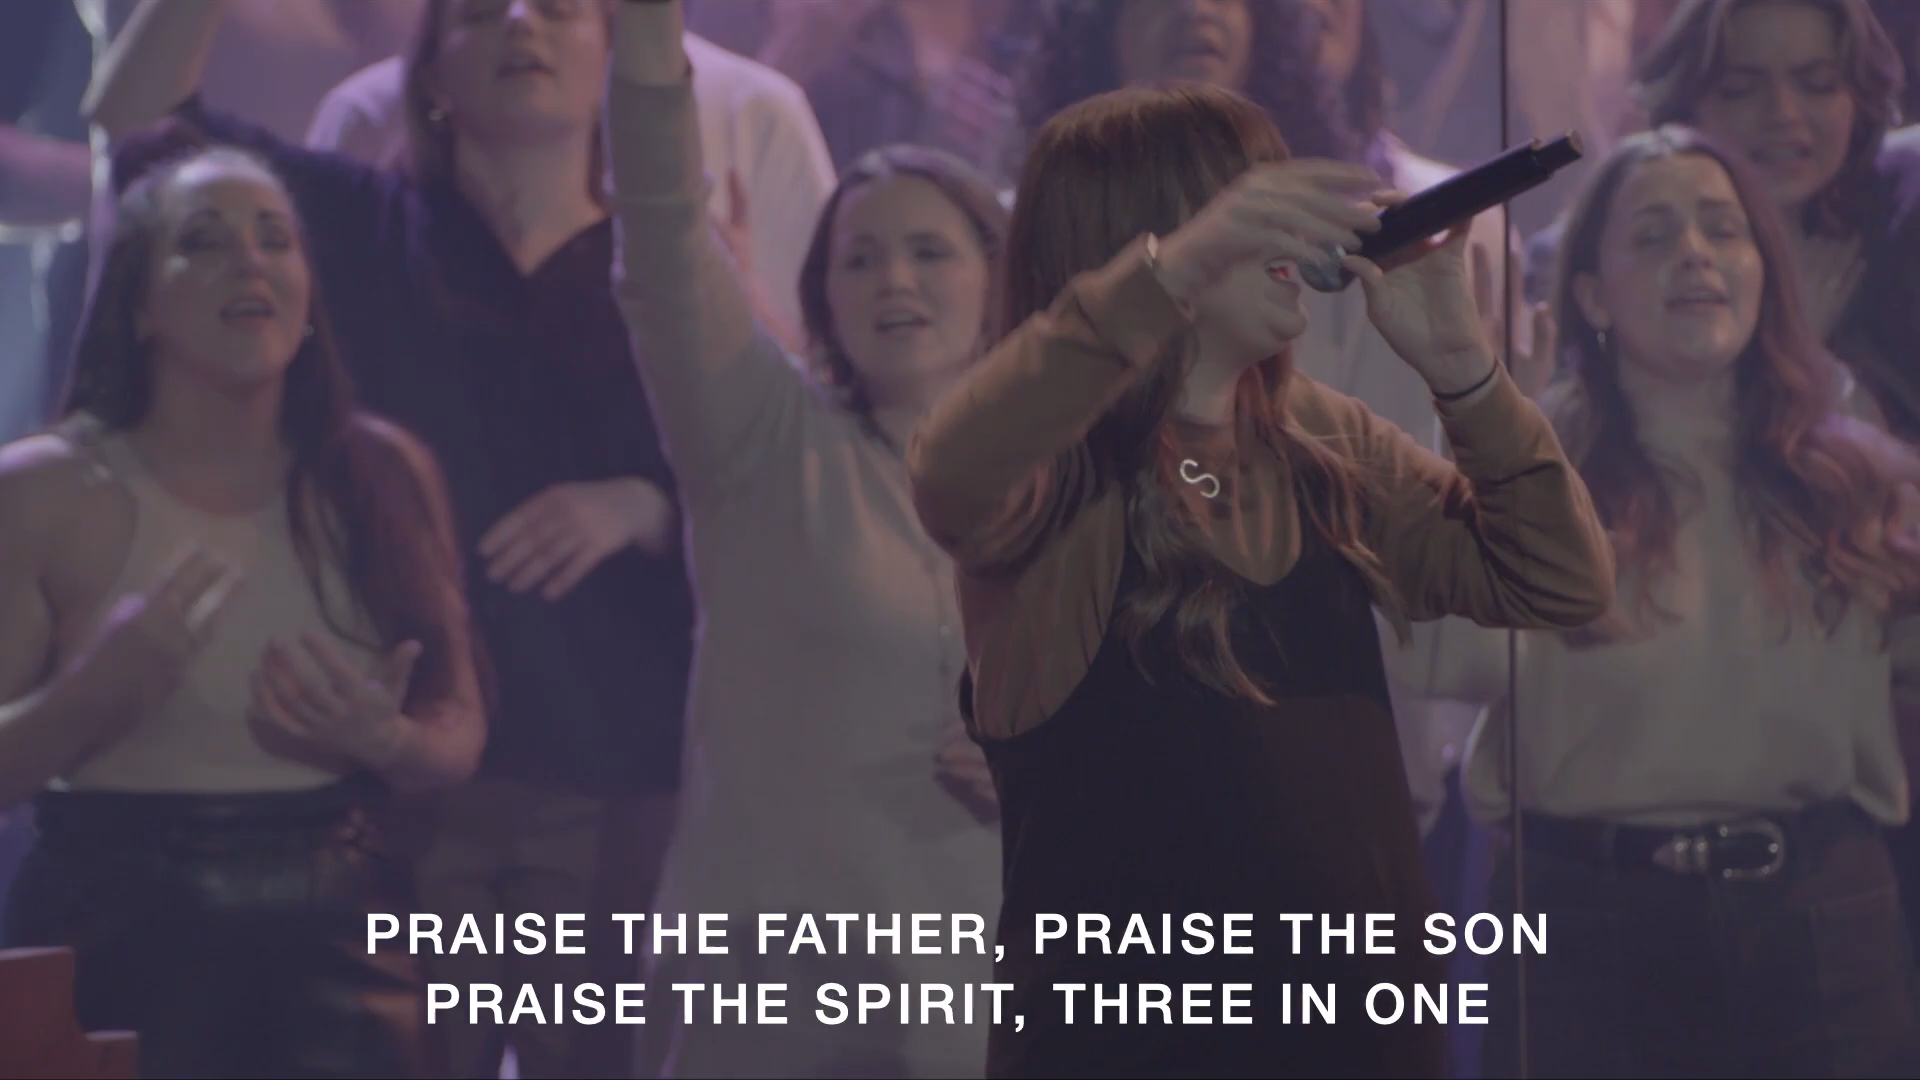 PRAISE THE FATHER, PRAISE THE SON
PRAISE THE SPIRIT, THREE IN ONE